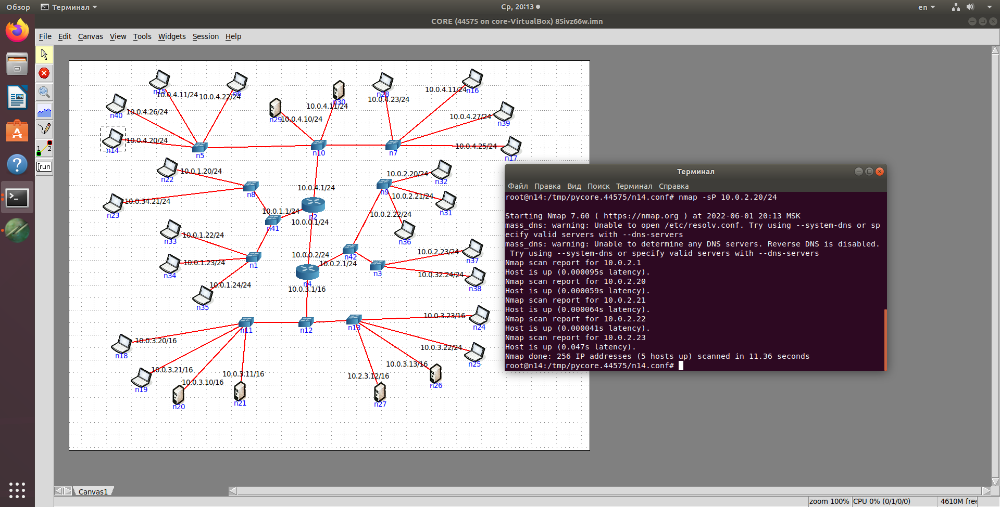 Обзор
Терминал
Ср, 20:13
en
CORE (44575 on core-VirtualBox) 85ivz66w.imn
File Edit Canvas View Tools Widgets Session Help
1 2
run
n15
10.0.4.11/24
n6
10.0.4.22/24
n40
10.0.4.26/24
n14
10.0.4.20/24
n5
n29
10.0.4.10/24
n30
10.0.4.11/24
n10
n28
10.0.4.23/24
n16
10.0.4.11/24
n39
10.0.4.27/24
n17
10.0.4.25/24
n7
n22
10.0.1.20/24
n8
n23
10.0.34.21/24
10.0.4.1/24
n2
10.0.1.1/24
10.0.0.1/24
n41
n9
10.0.2.20/24
n32
10.0.2.21/24
n31
10.0.2.22/24
n36
n33
10.0.1.22/24
n34
10.0.1.23/24
n1
n35
10.0.1.24/24
10.0.0.2/24
n42
10.0.2.1/24
n4
10.0.3.1/16
n3
10.0.2.23/24
n37
10.0.32.24/24
n38
n11
n12
n13
10.0.3.23/16
n24
10.0.3.22/24
n25
10.0.3.13/16
n26
10.2.3.12/16
n27
10.0.3.20/16
n18
10.0.3.21/16
n19
10.0.3.10/16
n20
10.0.3.11/16
n21
Терминал
Файл Правка Вид Поиск Терминал Справка
root@n14:/tmp/pycore.44575/n14.conf# nmap -sP 10.0.2.20/24
Starting Nmap 7.60 ( https://nmap.org ) at 2022-06-01 20:13 MSK
mass_dns: warning: Unable to open /etc/resolv.conf. Try using --system-dns or sp
ecify valid servers with --dns-servers
mass_dns: warning: Unable to determine any DNS servers. Reverse DNS is disabled.
Try using --system-dns or specify valid servers with --dns-servers
Nmap scan report for 10.0.2.1
Host is up (0.000095s latency).
Nmap scan report for 10.0.2.20
Host is up (0.000059s latency).
Nmap scan report for 10.0.2.21
Host is up (0.000064s latency).
Nmap scan report for 10.0.2.22
Host is up (0.000041s latency).
Nmap scan report for 10.0.2.23
Host is up (0.047s latency).
Nmap done: 256 IP addresses (5 hosts up) scanned in 11.36 seconds
root@n14:/tmp/pycore.44575/n14.conf#
Canvas1
zoom 100%
CPU 0% (0/1/0/0)
4610M free